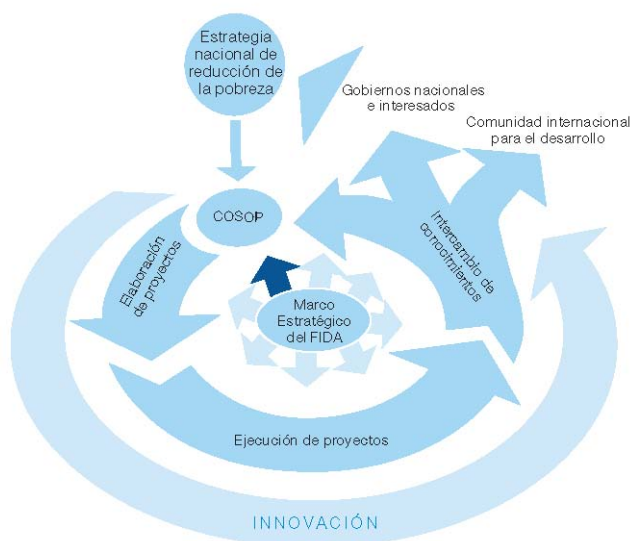 Estrategia
nacional de
reducción de
la pobreza
Gobiernos nacionales
e interesados
Comunidad internacional
para el desarrollo
COSOP
Elaboración
de proyectos
Intercambio de
conocimientos
Marco
Estratégico
del FIDA
Ejecución de proyectos
INNOVACIÓN